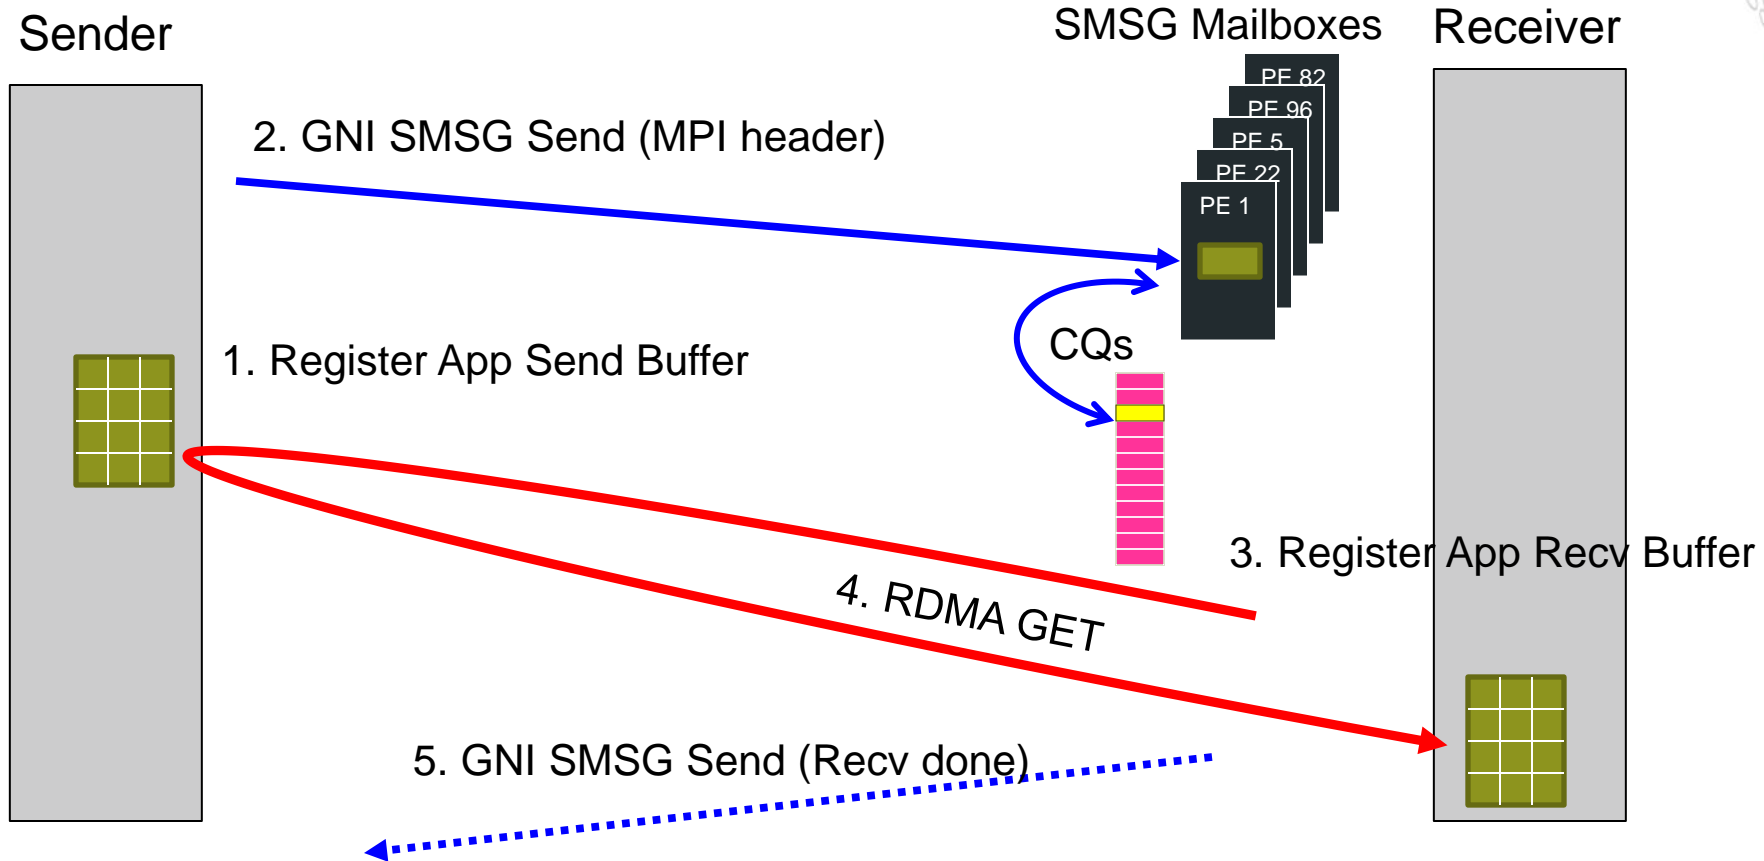 Sender
SMSG Mailboxes
Receiver
PE 82
PE 96
PE 5
PE 22
PE 1
2. GNI SMSG Send (MPI header)
CQs
1. Register App Send Buffer
3. Register App Recv Buffer
4. RDMA GET
5. GNI SMSG Send (Recv done)